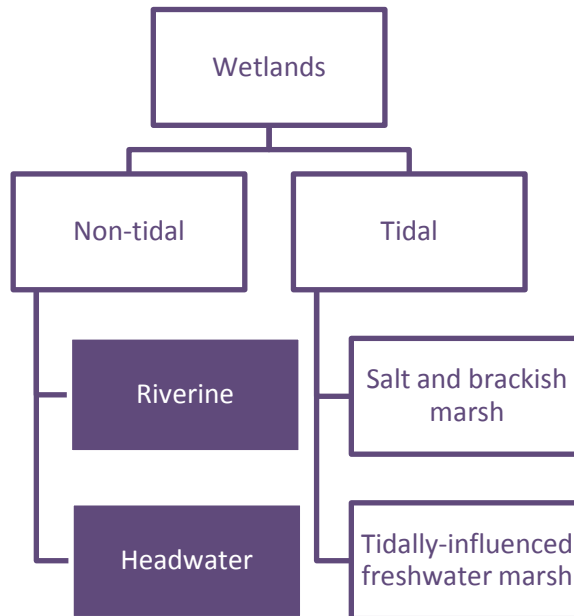 Wetlands
Non-tidal
Tidal
Riverine
Salt and brackish
marsh
Headwater
Tidally-influenced
freshwater marsh